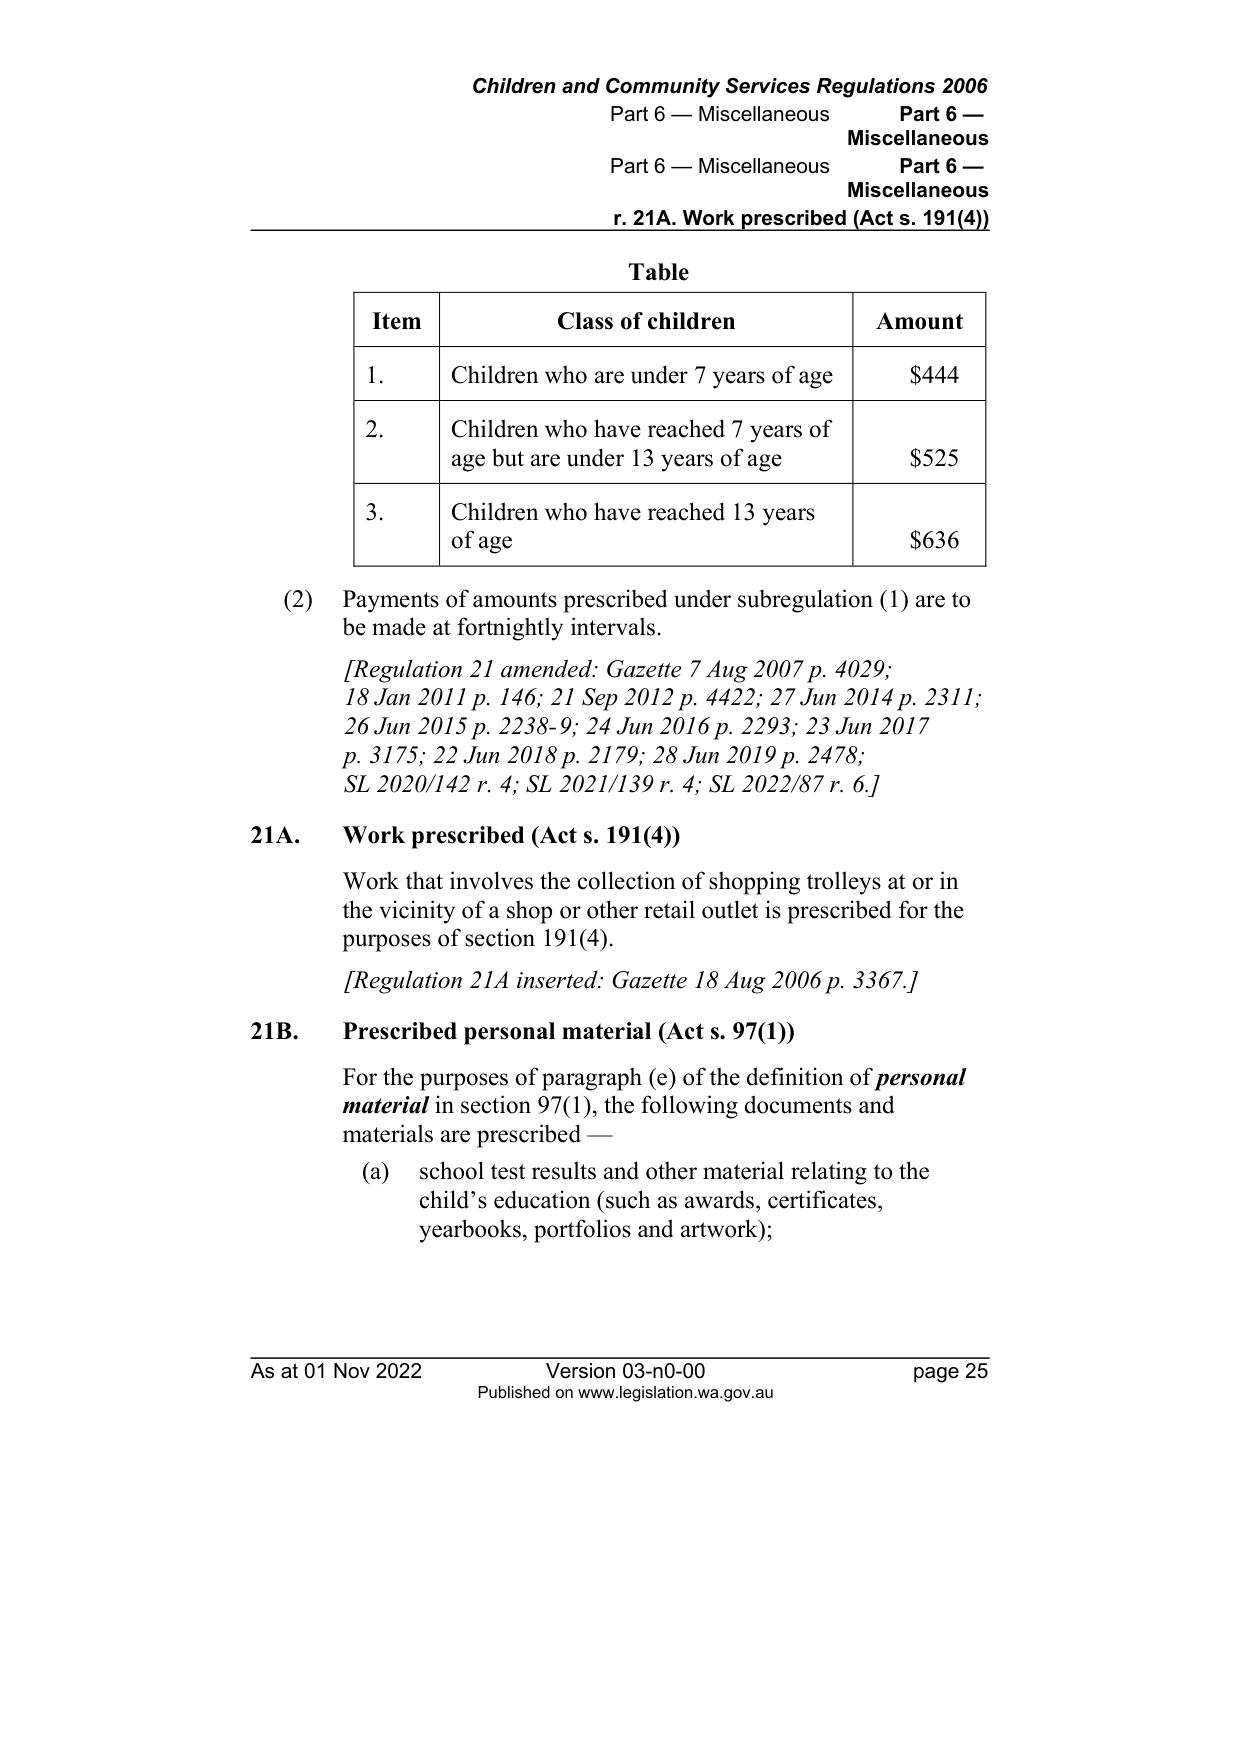 Children and Community Services Regulations 2006
Part 6 — Miscellaneous Part 6 —
Miscellaneous
Part 6 — Miscellaneous Part 6 —
Miscellaneous
r. 21A. Work prescribed (Act s. 191(4))
Table
Item Class of children Amount
1. Children who are under 7 years of age $444
2. Children who have reached 7 years of
age but are under 13 years of age $525
3. Children who have reached 13 years
of age $636
(2) Payments of amounts prescribed under subregulation (1) are to
be made at fortnightly intervals.
[Regulation 21 amended: Gazette 7 Aug 2007 p. 4029;
18 Jan 2011 p. 146; 21 Sep 2012 p. 4422; 27 Jun 2014 p. 2311;
26 Jun 2015 p. 2238-9; 24 Jun 2016 p. 2293; 23 Jun 2017
p. 3175; 22 Jun 2018 p. 2179; 28 Jun 2019 p. 2478;
SL 2020/142 r. 4; SL 2021/139 r. 4; SL 2022/87 r. 6.]
21A. Work prescribed (Act s. 191(4))
Work that involves the collection of shopping trolleys at or in
the vicinity of a shop or other retail outlet is prescribed for the
purposes of section 191(4).
[Regulation 21A inserted: Gazette 18 Aug 2006 p. 3367.]
21B. Prescribed personal material (Act s. 97(1))
For the purposes of paragraph (e) of the definition of personal
material in section 97(1), the following documents and
materials are prescribed —
(a) school test results and other material relating to the
child’s education (such as awards, certificates,
yearbooks, portfolios and artwork);
As at 01 Nov 2022 Version 03-n0-00 page 25
Published on www.legislation.wa.gov.au